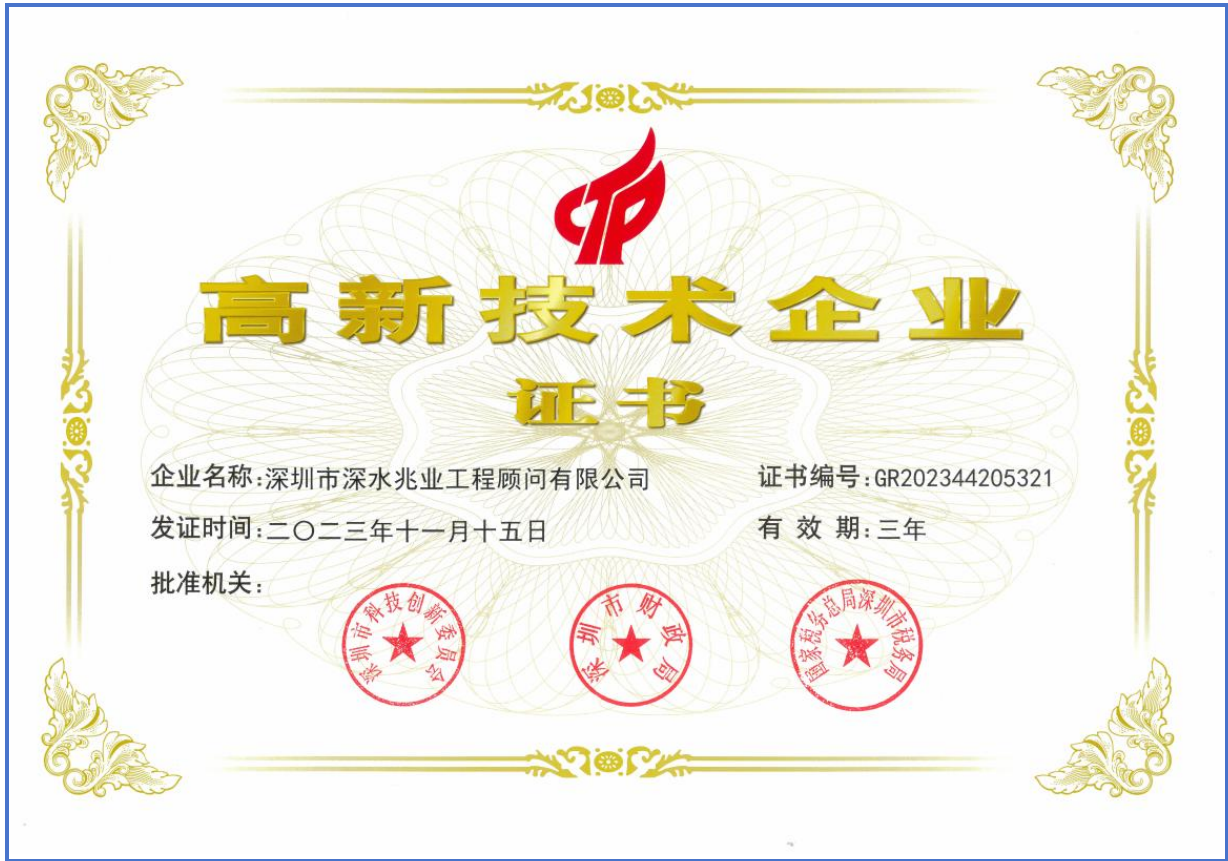 高新技术企业
证书
企业名称:深圳市深水兆业工程顾问有限公司
证书编号:GR202344205321
发证时间:二〇二三年十一月十五日
有效期:三年
批准机关:
深圳市科技创新委员会
深圳市财政局
国家税务总局深圳市税务局